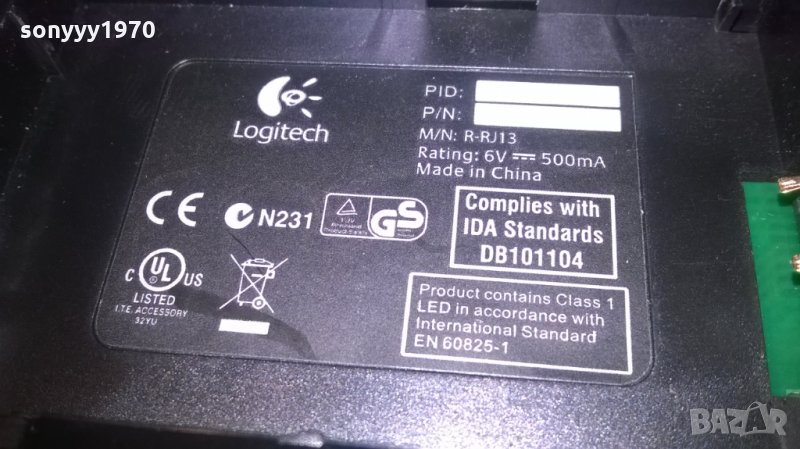 sonyyy1970
Logitech
PID:
P/N:
M/N: R-RJ13
Rating: 6V 500mA
Made in China
CE
N231
GS
Complies with
IDA Standards
DB101104
C UL US
LISTED
I.T.E. ACCESSORY
32YU
Product contains Class 1
LED in accordance with
International Standard
EN 60825-1
BAZAR